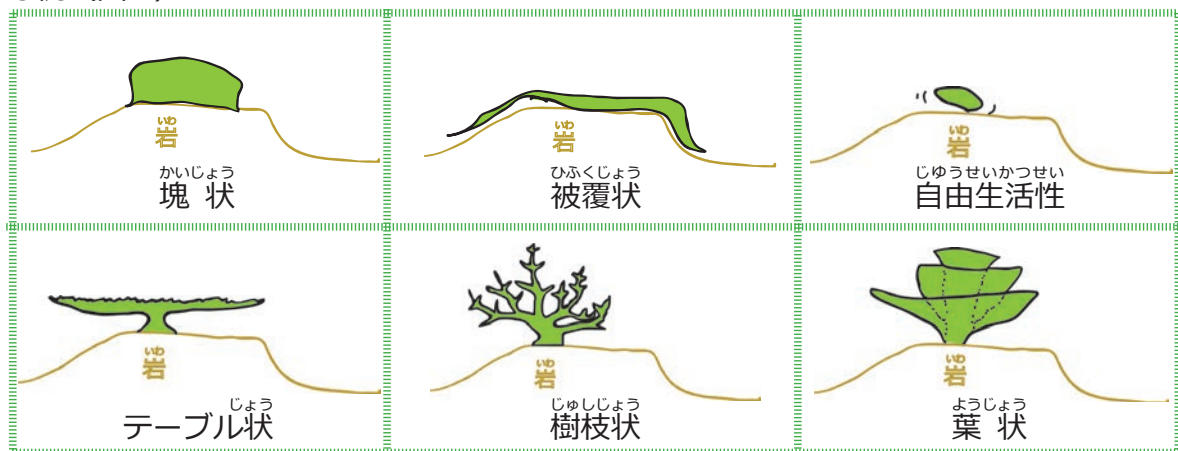 いわ
岩
かいじょう
塊 状
いわ
岩
ひふくじょう
被覆状
いわ
岩
じゆうせいかつせい
自由生活性
いわ
岩
じょう
テーブル状
いわ
岩
じゅしじょう
樹枝状
いわ
岩
ようじょう
葉 状